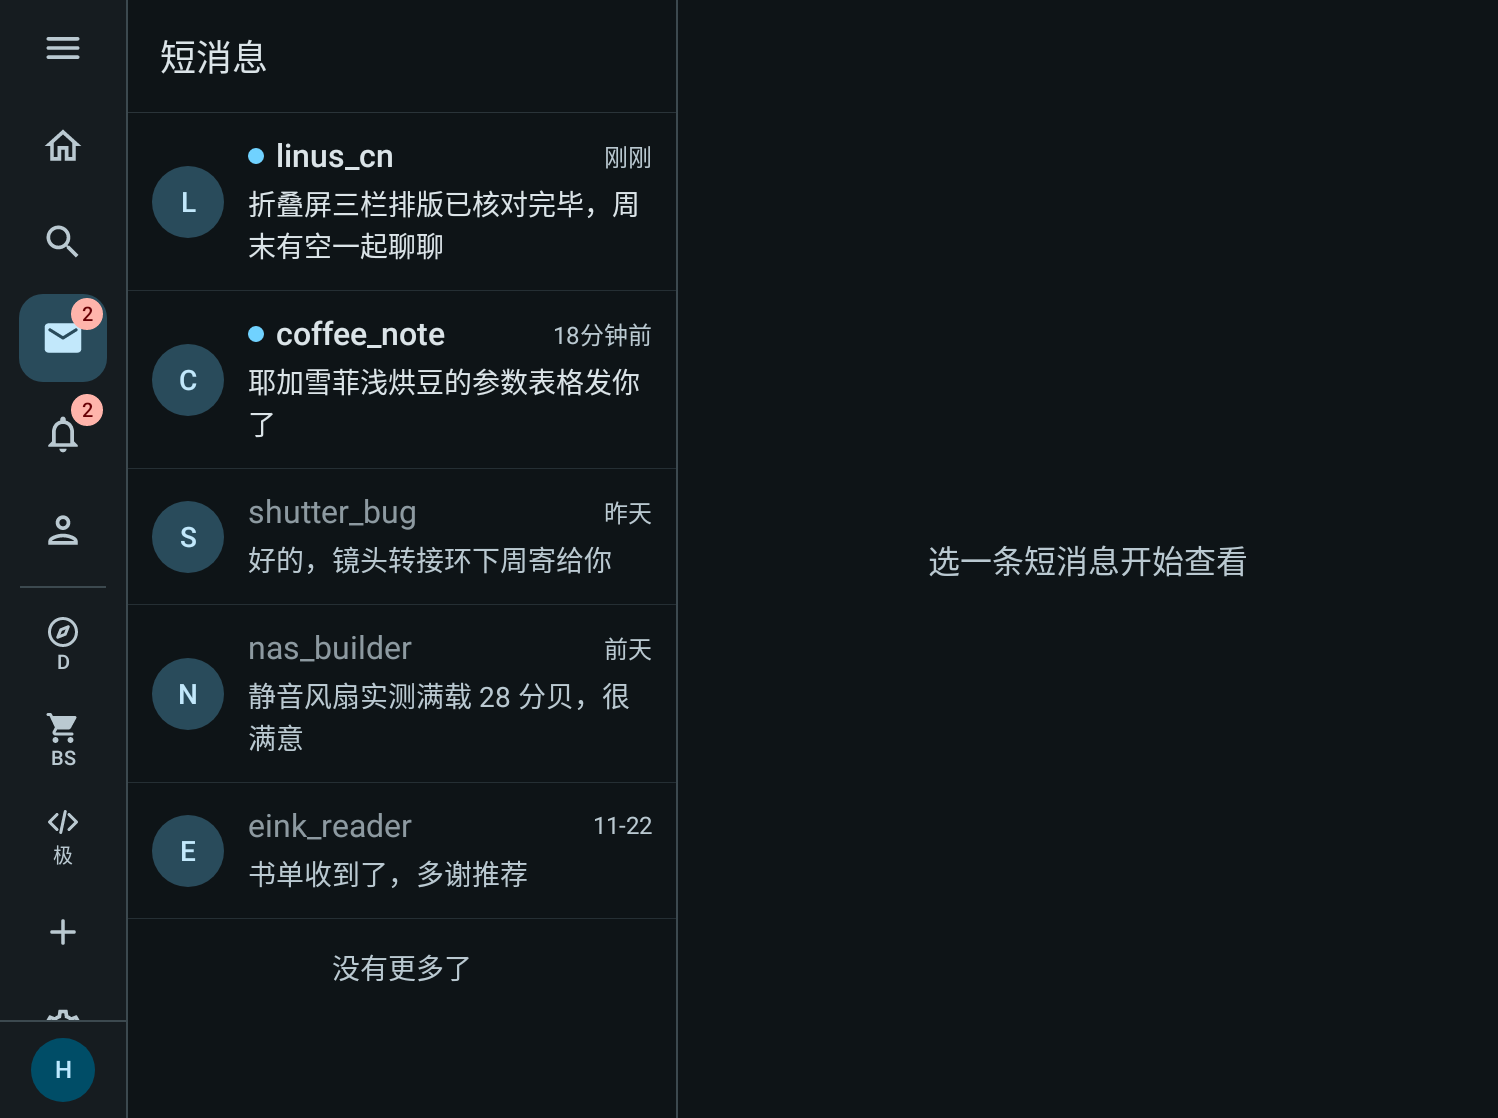 短消息
2
2
D
BS
极
H
L
linus_cn
刚刚
折叠屏三栏排版已核对完毕，周
末有空一起聊聊
C
coffee_note
18分钟前
耶加雪菲浅烘豆的参数表格发你
了
S
shutter_bug
昨天
好的，镜头转接环下周寄给你
N
nas_builder
前天
静音风扇实测满载 28 分贝，很
满意
E
eink_reader
11-22
书单收到了，多谢推荐
没有更多了
选一条短消息开始查看